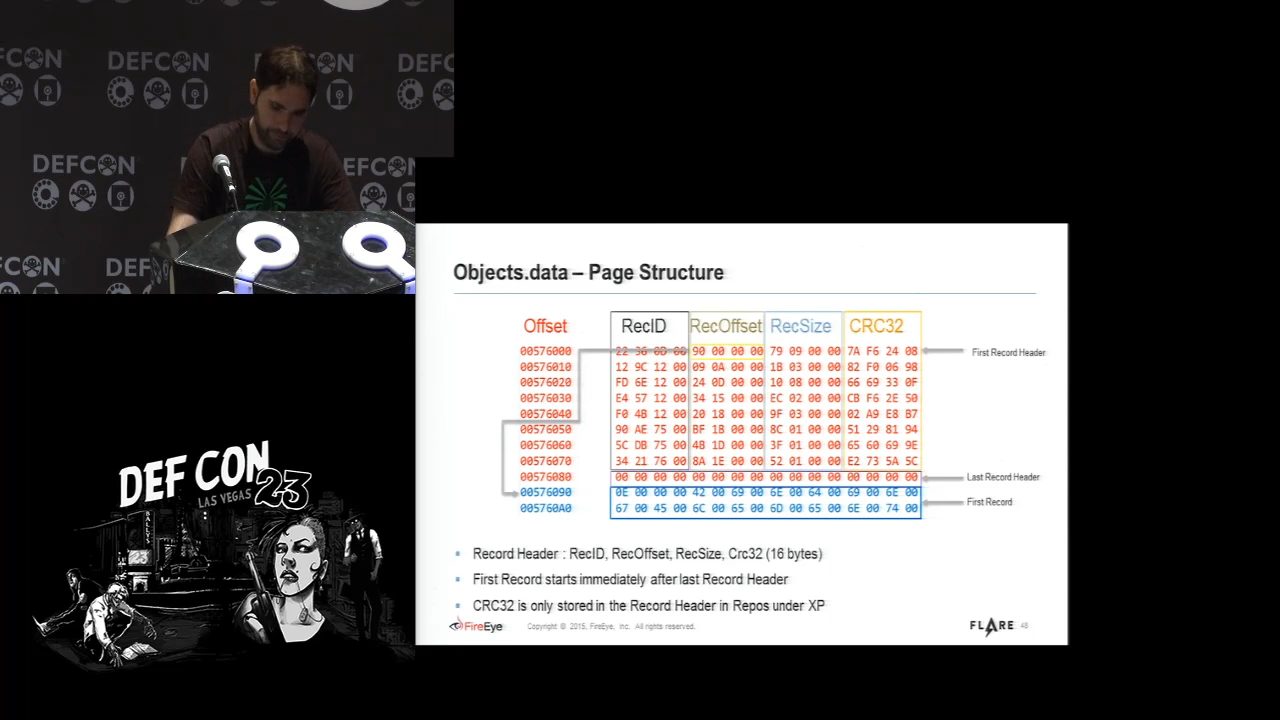 DEFCON
DEFCON
DEFCON
DEF CON
LAS VEGAS 23
BALLYS
Objects.data – Page Structure
Offset RecID RecOffset RecSize CRC32
00576000 22 36 0D 00 90 00 00 00 79 09 00 00 7A F6 24 08 First Record Header
00576010 12 9C 12 00 09 0A 00 00 1B 03 00 00 82 F0 06 98
00576020 FD 6E 12 00 24 0D 00 00 10 08 00 00 66 69 33 0F
00576030 E4 57 12 00 34 15 00 00 EC 02 00 00 CB F6 2E 50
00576040 F0 4B 12 00 20 18 00 00 9F 03 00 00 02 A9 E8 B7
00576050 90 AE 75 00 BF 1B 00 00 8C 01 00 00 51 29 81 94
00576060 5C DB 75 00 4B 1D 00 00 3F 01 00 00 65 60 69 9E
00576070 34 21 76 00 8A 1E 00 00 52 01 00 00 E2 73 5A 5C
00576080 00 00 00 00 00 00 00 00 00 00 00 00 00 00 00 00 Last Record Header
00576090 0E 00 00 00 42 00 69 00 6E 00 64 00 69 00 6E 00
005760A0 67 00 45 00 6C 00 65 00 6D 00 65 00 6E 00 74 00 First Record
Record Header : RecID, RecOffset, RecSize, Crc32 (16 bytes)
First Record starts immediately after last Record Header
CRC32 is only stored in the Record Header in Repos under XP
FireEye Copyright © 2015, FireEye, Inc. All rights reserved. FLARE 48